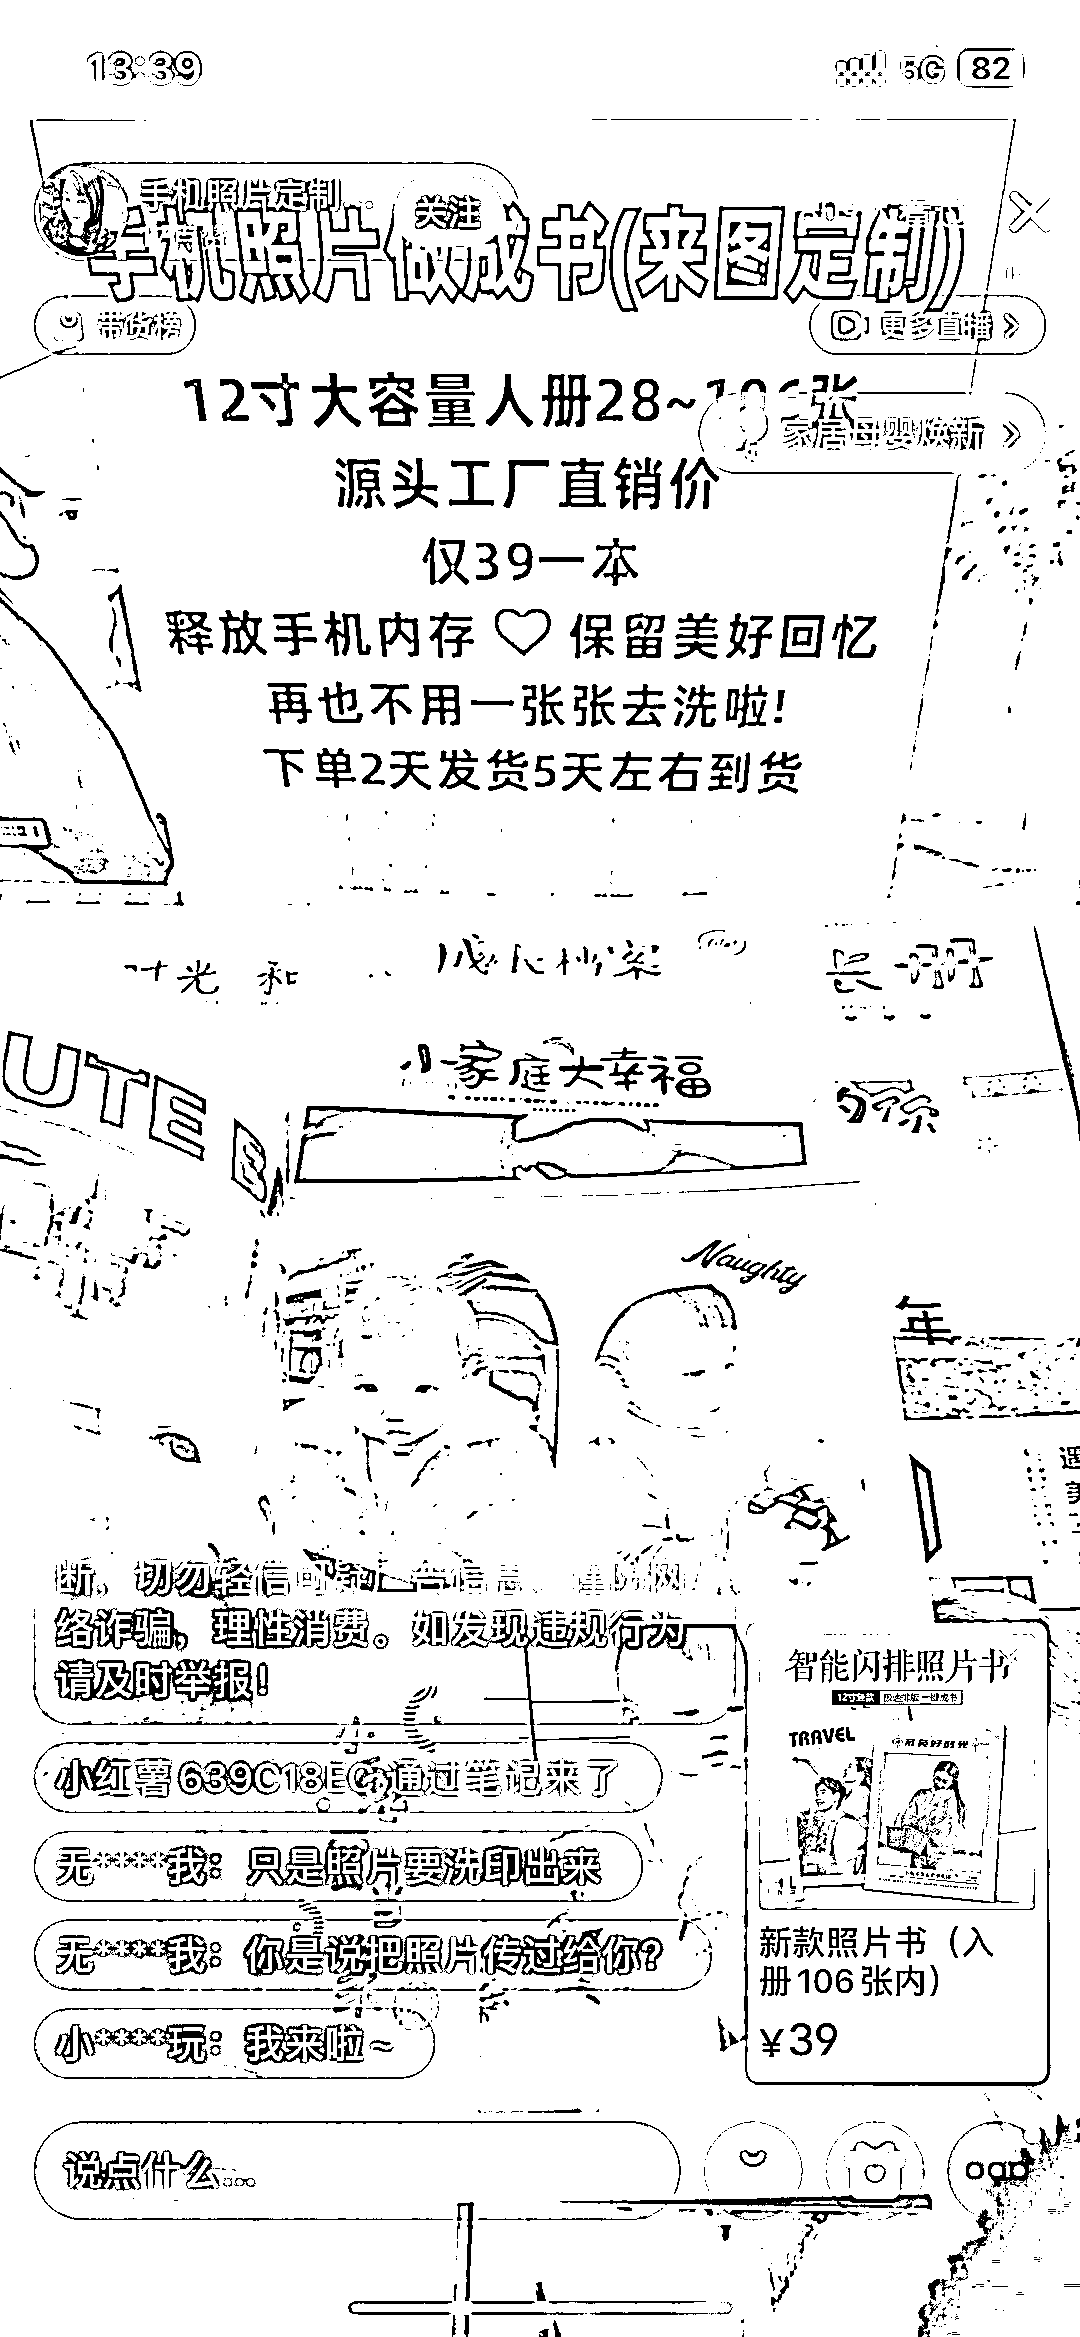 13:39
5G 82
手机照片定制...
关注
手机照片做成书(来图定制)
带货榜
更多直播
12寸大容量人册28~106张
家居母婴焕新
源头工厂直销价
仅39一本
释放手机内存♡保留美好回忆
再也不用一张张去洗啦!
下单2天发货5天左右到货
光 和
成长档案
长
小家庭大幸福
UTE B
Naughty
年
断，切勿轻信
络诈骗，理性消费。如发现违规行为
请及时举报!
智能闪排照片书
TRAVEL
小红薯639C18EC 通过笔记来了
无****我：只是照片要洗印出来
无****我：你是说把照片传过给你?
新款照片书（入
册106张内）
小****玩：我来啦~
¥39
说点什么...